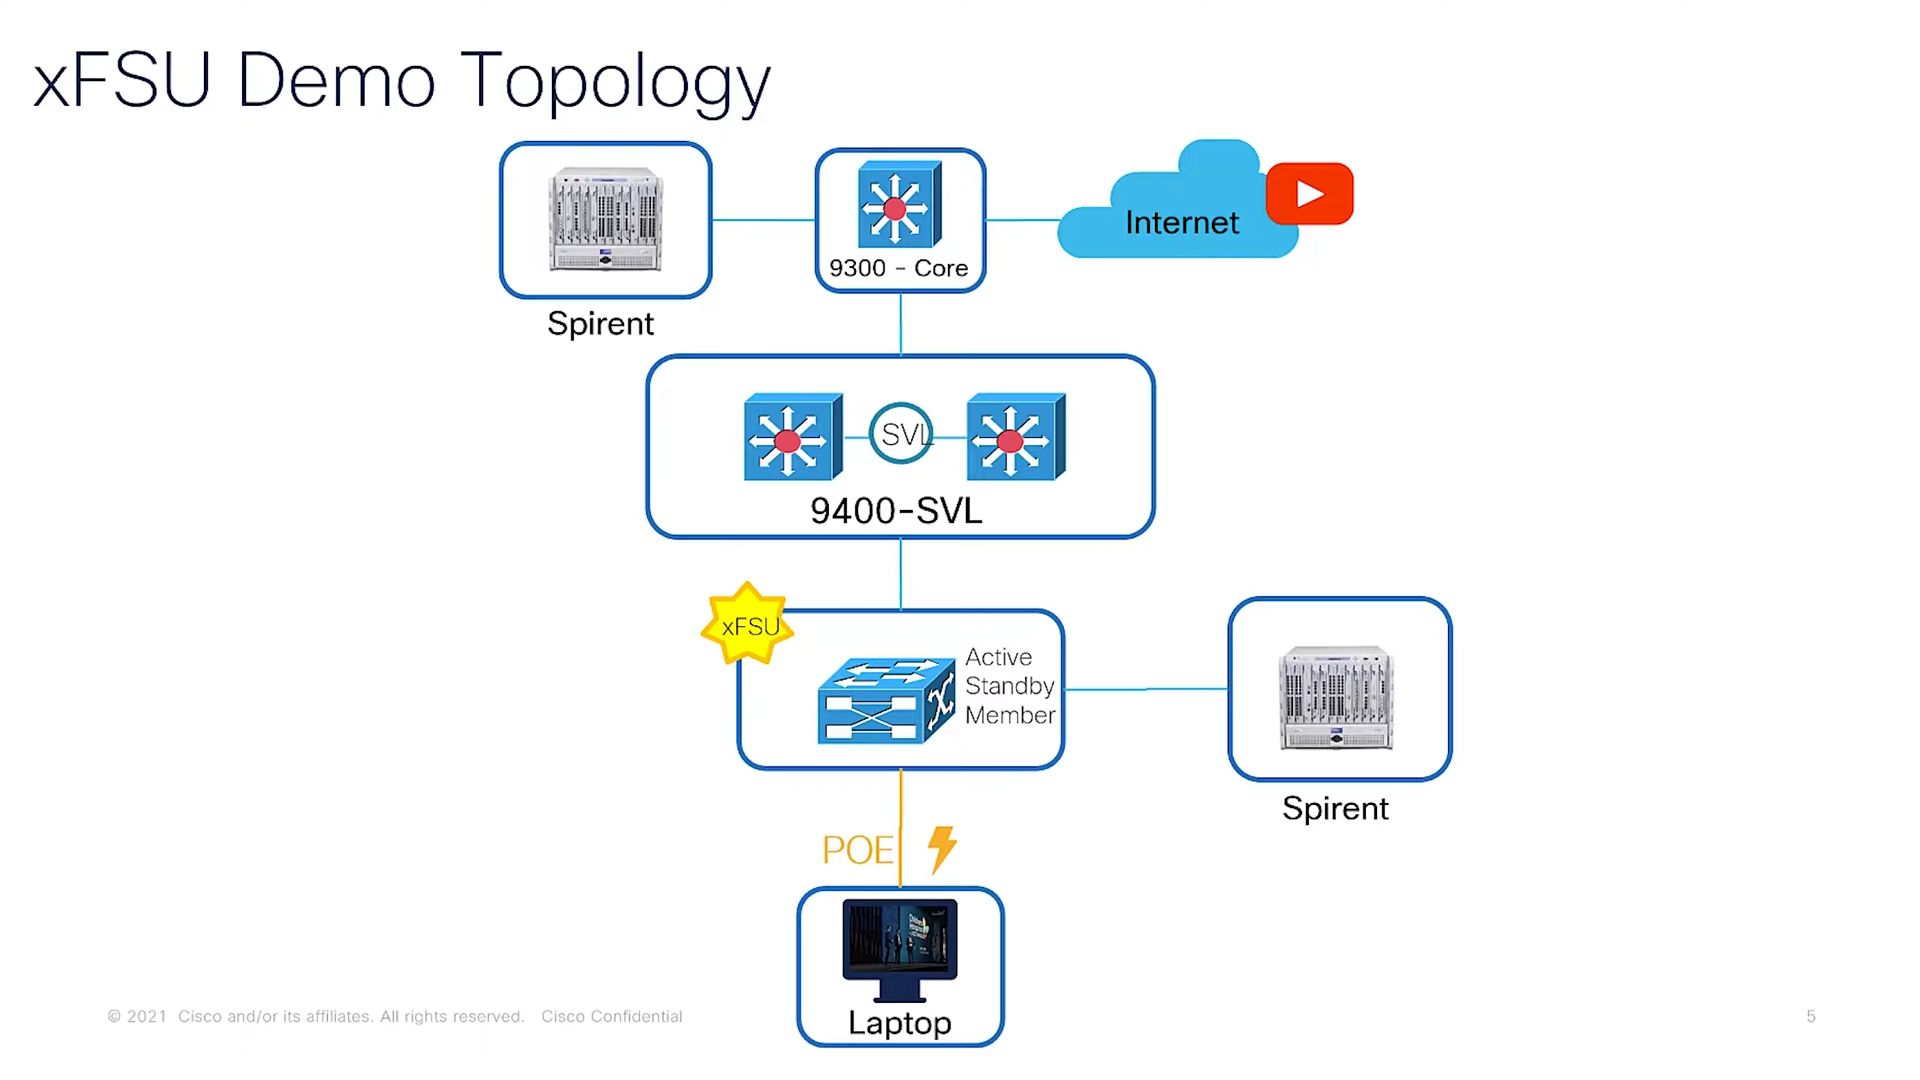 xFSU Demo Topology
9300 - Core
Internet
Spirent
SVL
9400-SVL
xFSU
Active
Standby
Member
Spirent
POE
Laptop
© 2021 Cisco and/or its affiliates. All rights reserved. Cisco Confidential
5